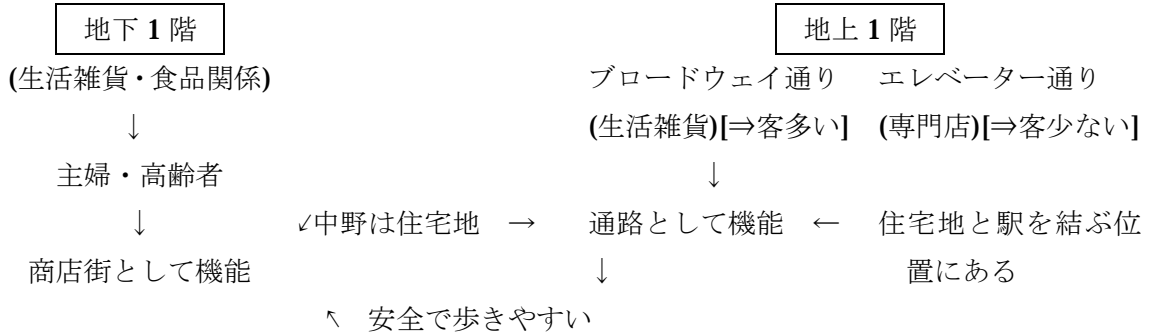 地下 1 階 地上 1 階
(生活雑貨・食品関係) ブロードウェイ通り エレベーター通り
↓ (生活雑貨)[⇒客多い] (専門店)[⇒客少ない]
主婦・高齢者 ↓
↓ ↙中野は住宅地 → 通路として機能 ← 住宅地と駅を結ぶ位
商店街として機能 ↓ 置にある
↖ 安全で歩きやすい